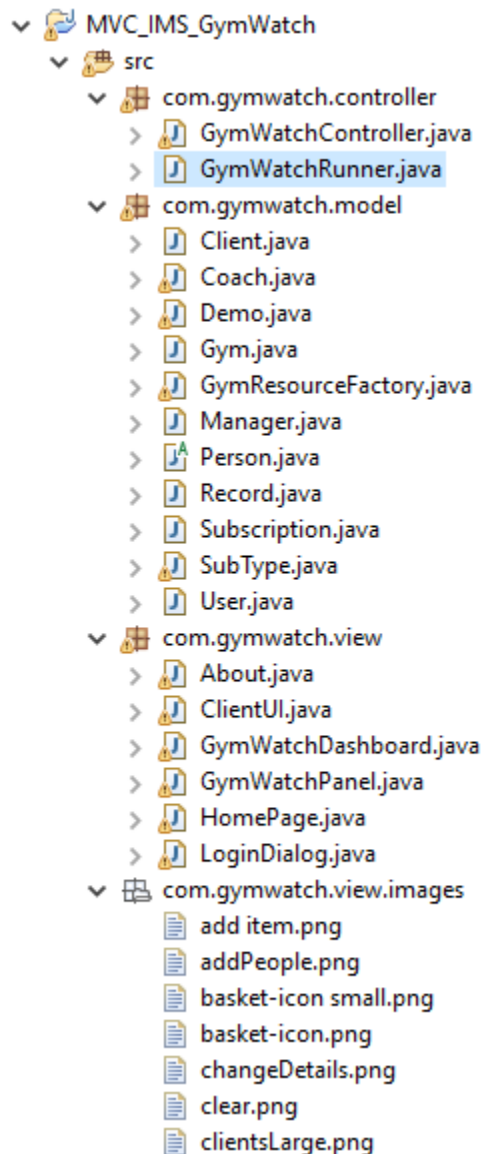 MVC_IMS_GymWatch
src
com.gymwatch.controller
GymWatchController.java
GymWatchRunner.java
com.gymwatch.model
Client.java
Coach.java
Demo.java
Gym.java
GymResourceFactory.java
Manager.java
Person.java
Record.java
Subscription.java
SubType.java
User.java
com.gymwatch.view
About.java
ClientUI.java
GymWatchDashboard.java
GymWatchPanel.java
HomePage.java
LoginDialog.java
com.gymwatch.view.images
add item.png
addPeople.png
basket-icon small.png
basket-icon.png
changeDetails.png
clear.png
clientsLarge.png